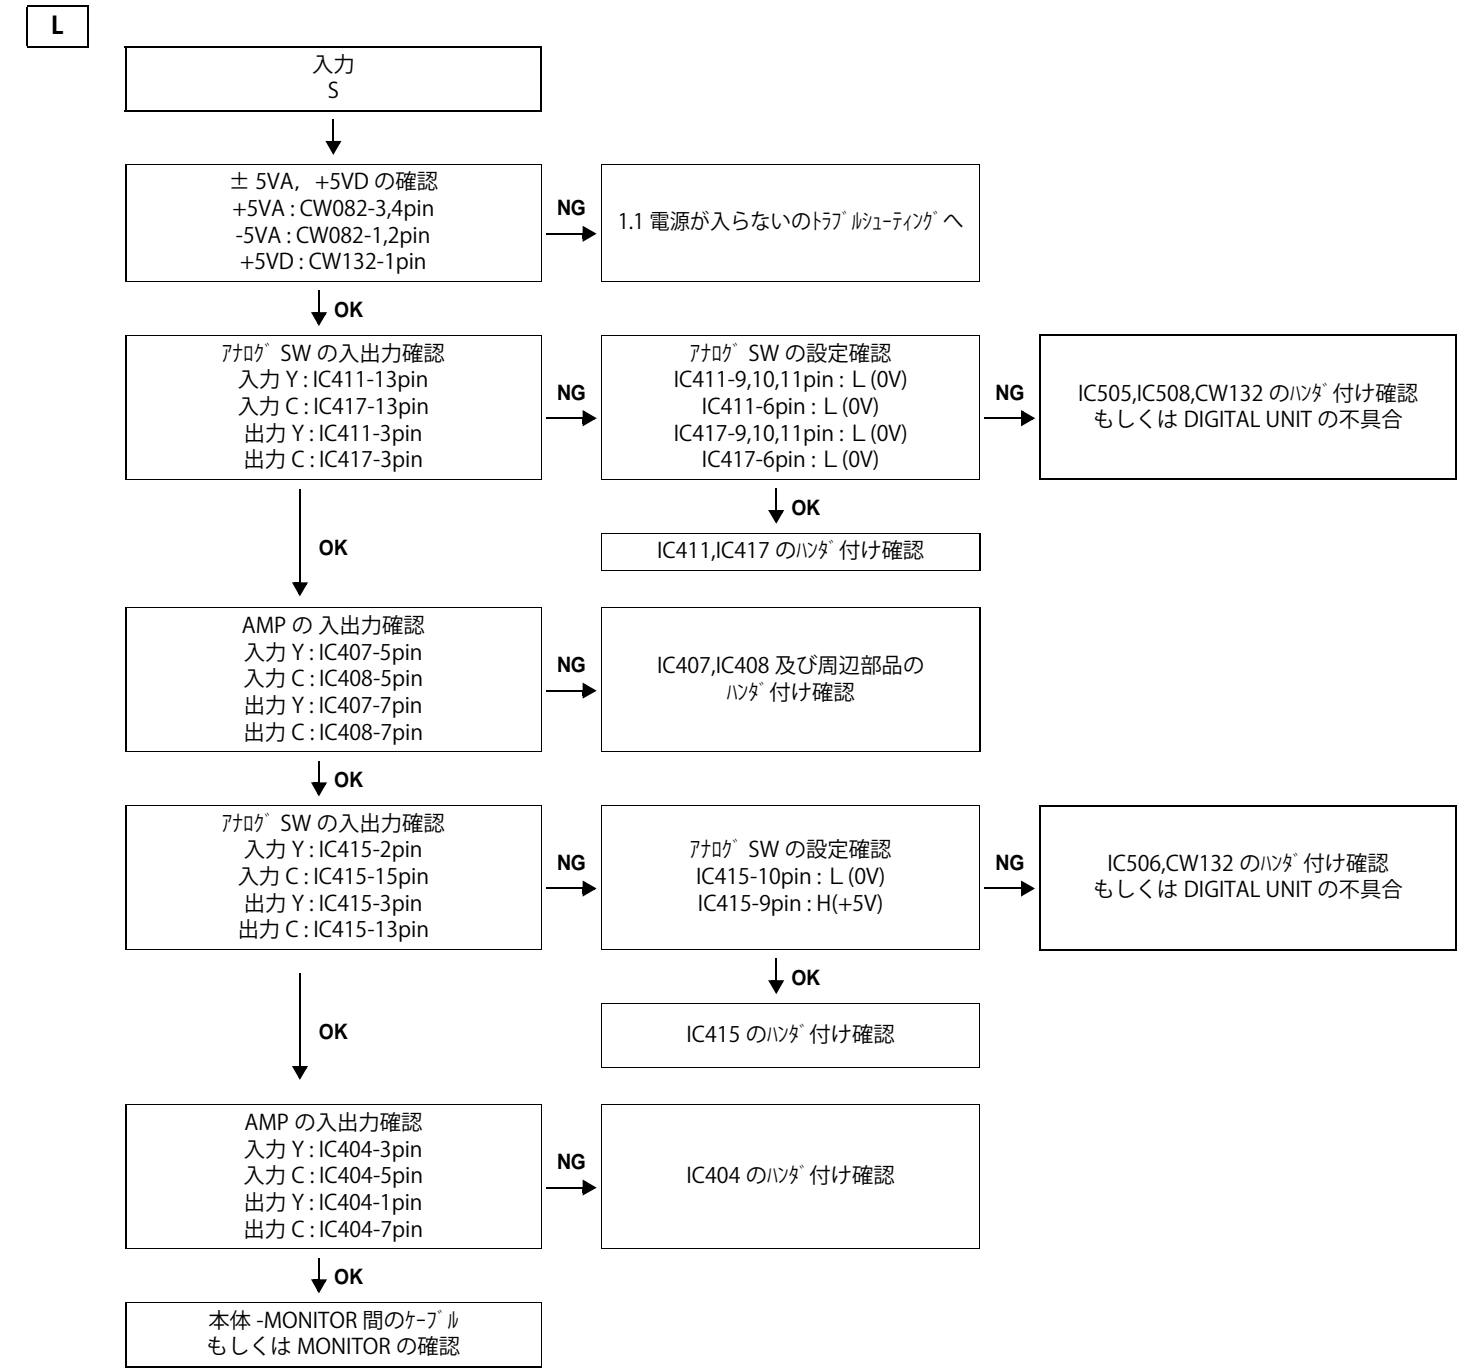 L
入力
S
± 5VA, +5VD の確認
+5VA : CW082-3,4pin
-5VA : CW082-1,2pin
+5VD : CW132-1pin
NG
1.1 電源が入らないのﾄﾗﾌﾞﾙｼｭｰﾃｨﾝｸﾞへ
OK
ｱﾅﾛｸﾞ SW の入出力確認
入力 Y : IC411-13pin
入力 C : IC417-13pin
出力 Y : IC411-3pin
出力 C : IC417-3pin
NG
ｱﾅﾛｸﾞ SW の設定確認
IC411-9,10,11pin : L (0V)
IC411-6pin : L (0V)
IC417-9,10,11pin : L (0V)
IC417-6pin : L (0V)
NG
IC505,IC508,CW132 のﾊﾝﾀﾞ付け確認
もしくは DIGITAL UNIT の不具合
OK
IC411,IC417 のﾊﾝﾀﾞ付け確認
OK
AMP の 入出力確認
入力 Y : IC407-5pin
入力 C : IC408-5pin
出力 Y : IC407-7pin
出力 C : IC408-7pin
NG
IC407,IC408 及び周辺部品の
ﾊﾝﾀﾞ付け確認
OK
ｱﾅﾛｸﾞ SW の入出力確認
入力 Y : IC415-2pin
入力 C : IC415-15pin
出力 Y : IC415-3pin
出力 C : IC415-13pin
NG
ｱﾅﾛｸﾞ SW の設定確認
IC415-10pin : L (0V)
IC415-9pin : H(+5V)
NG
IC506,CW132 のﾊﾝﾀﾞ付け確認
もしくは DIGITAL UNIT の不具合
OK
IC415 のﾊﾝﾀﾞ付け確認
OK
AMP の入出力確認
入力 Y : IC404-3pin
入力 C : IC404-5pin
出力 Y : IC404-1pin
出力 C : IC404-7pin
NG
IC404 のﾊﾝﾀﾞ付け確認
OK
本体 -MONITOR 間のｹｰﾌﾞﾙ
もしくは MONITOR の確認